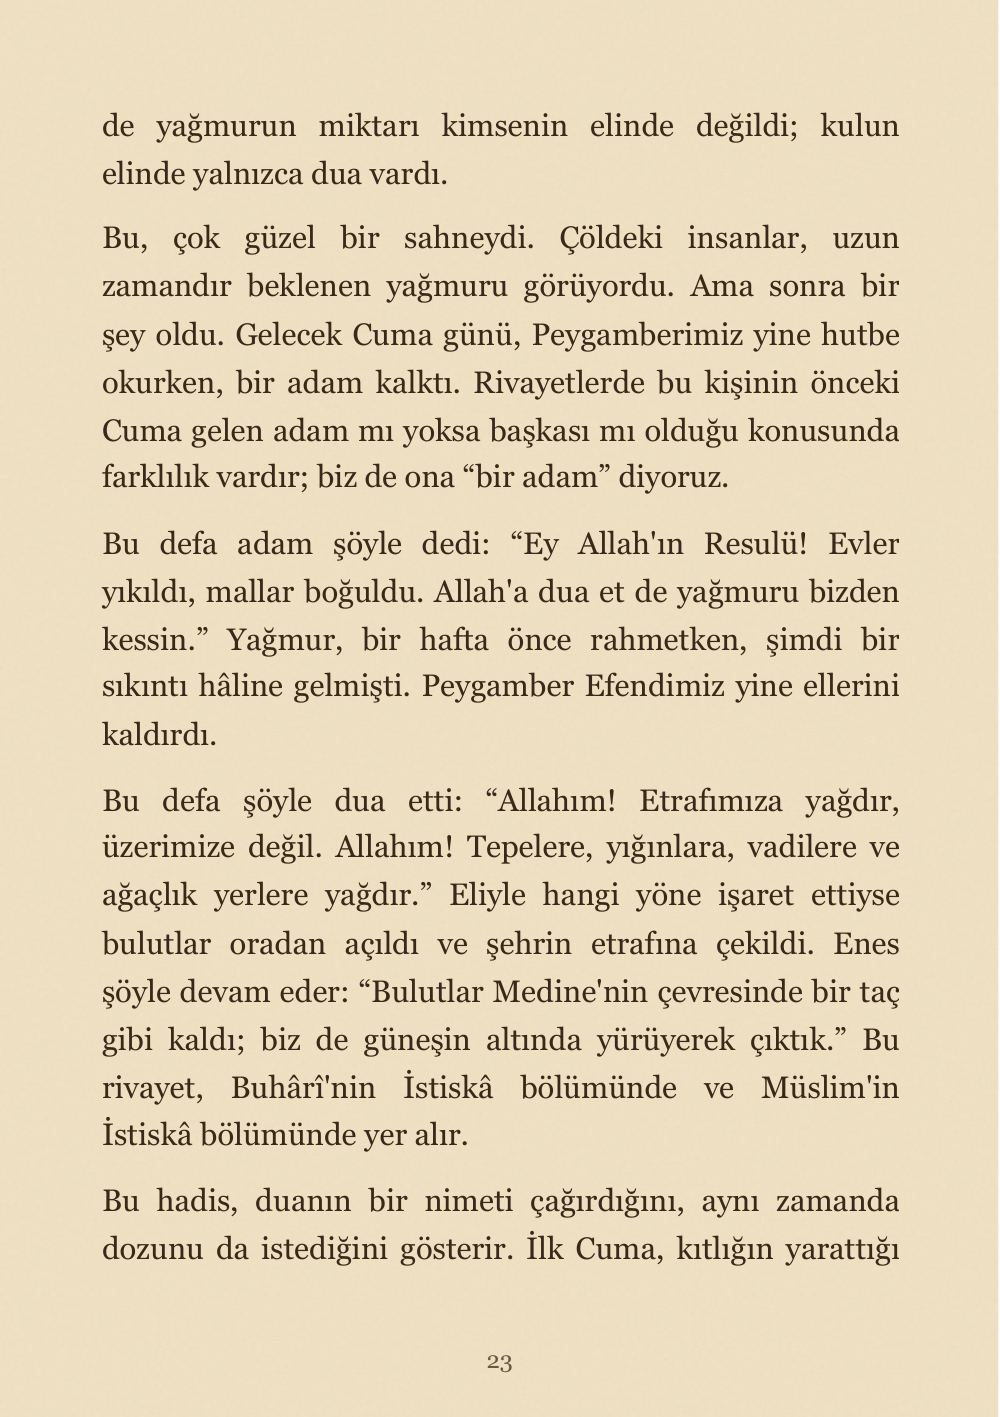 de yağmurun miktarı kimsenin elinde değildi; kulun
elinde yalnızca dua vardı.
Bu, çok güzel bir sahneydi. Çöldeki insanlar, uzun
zamandır beklenen yağmuru görüyordu. Ama sonra bir
şey oldu. Gelecek Cuma günü, Peygamberimiz yine hutbe
okurken, bir adam kalktı. Rivayetlerde bu kişinin önceki
Cuma gelen adam mı yoksa başkası mı olduğu konusunda
farklılık vardır; biz de ona “bir adam” diyoruz.
Bu defa adam şöyle dedi: “Ey Allah'ın Resulü! Evler
yıkıldı, mallar boğuldu. Allah'a dua et de yağmuru bizden
kessin.” Yağmur, bir hafta önce rahmetken, şimdi bir
sıkıntı hâline gelmişti. Peygamber Efendimiz yine ellerini
kaldırdı.
Bu defa şöyle dua etti: “Allahım! Etrafımıza yağdır,
üzerimize değil. Allahım! Tepelere, yığınlara, vadilere ve
ağaçlık yerlere yağdır.” Eliyle hangi yöne işaret ettiyse
bulutlar oradan açıldı ve şehrin etrafına çekildi. Enes
şöyle devam eder: “Bulutlar Medine'nin çevresinde bir taç
gibi kaldı; biz de güneşin altında yürüyerek çıktık.” Bu
rivayet, Buhârî'nin İstiskâ bölümünde ve Müslim'in
İstiskâ bölümünde yer alır.
Bu hadis, duanın bir nimeti çağırdığını, aynı zamanda
dozunu da istediğini gösterir. İlk Cuma, kıtlığın yarattığı
23